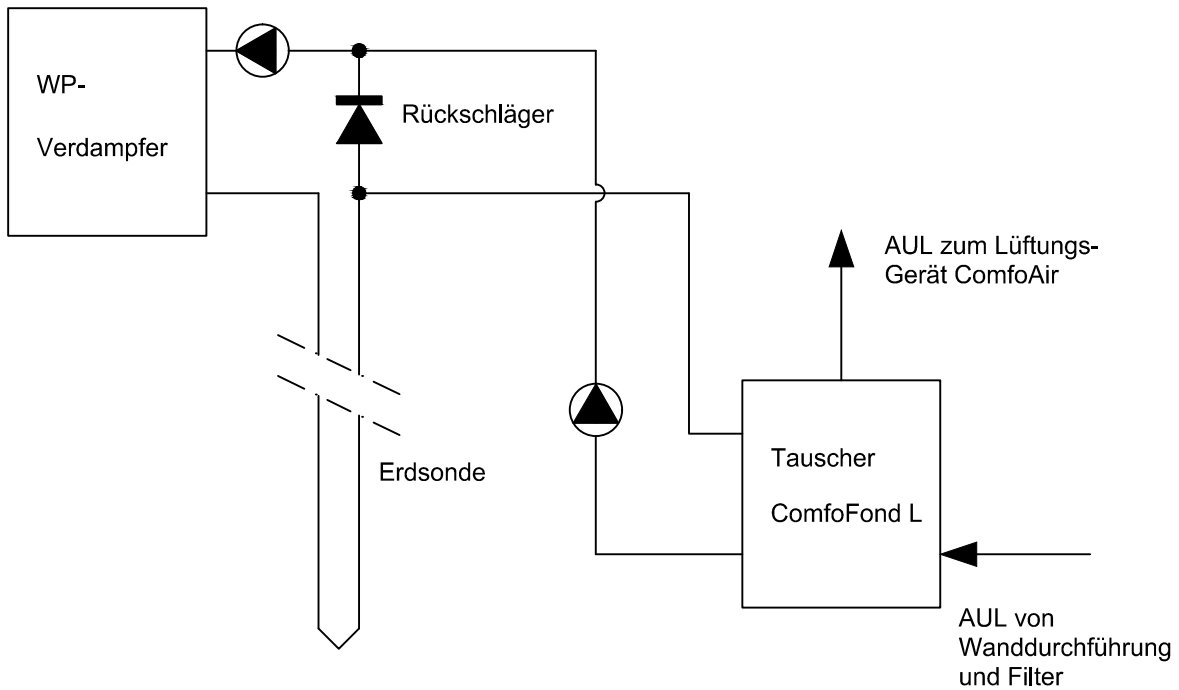 WP-
Verdampfer
Rückschläger
AUL zum Lüftungs-
Gerät ComfoAir
Erdsonde
Tauscher
ComfoFond L
AUL von
Wanddurchführung
und Filter